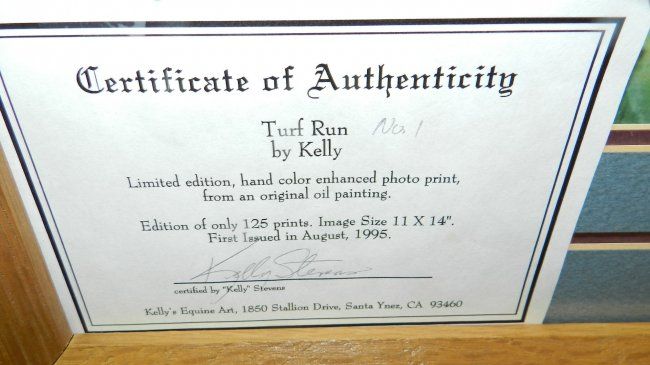 Certificate of Authenticity
Turf Run No. 1
by Kelly
Limited edition, hand color enhanced photo print,
from an original oil painting.
Edition of only 125 prints. Image Size 11 X 14".
First Issued in August, 1995.
Kelly Stevens
certified by "Kelly" Stevens
Kelly's Equine Art, 1850 Stallion Drive, Santa Ynez, CA 93460